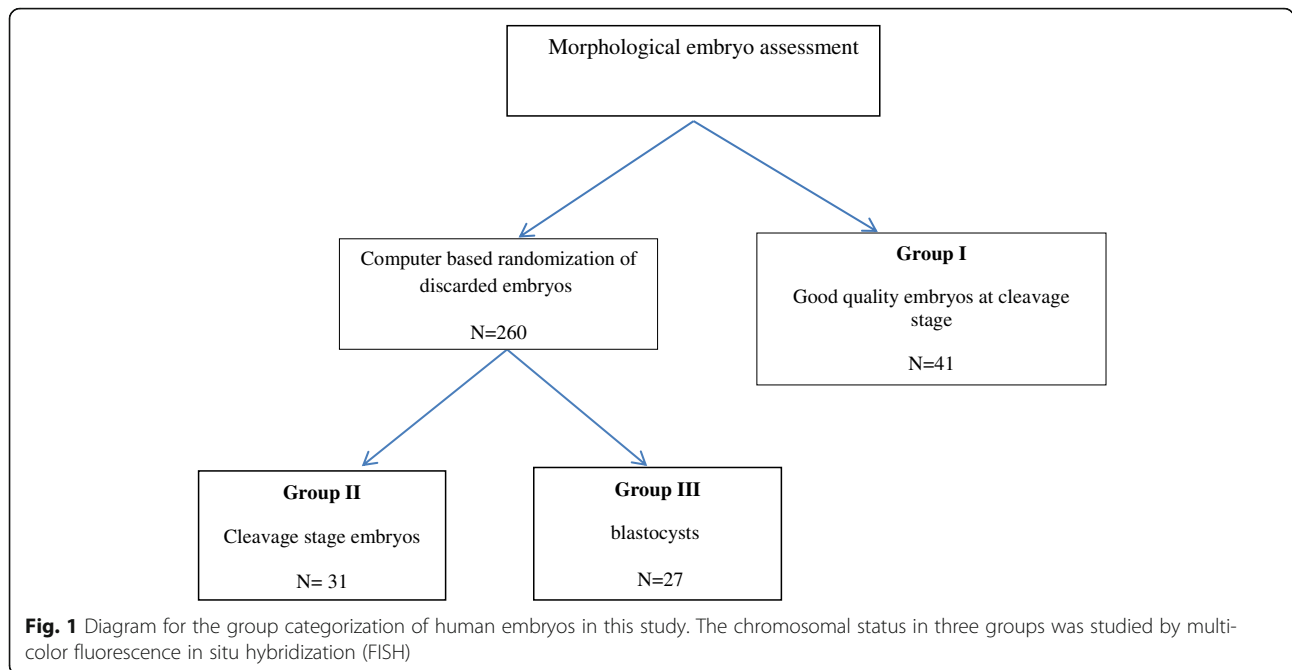 Morphological embryo assessment
Computer based randomization of
discarded embryos
N=260
Group I
Good quality embryos at cleavage
stage
N=41
Group II
Cleavage stage embryos
N= 31
Group III
blastocysts
N=27
Fig. 1 Diagram for the group categorization of human embryos in this study. The chromosomal status in three groups was studied by multi-
color fluorescence in situ hybridization (FISH)